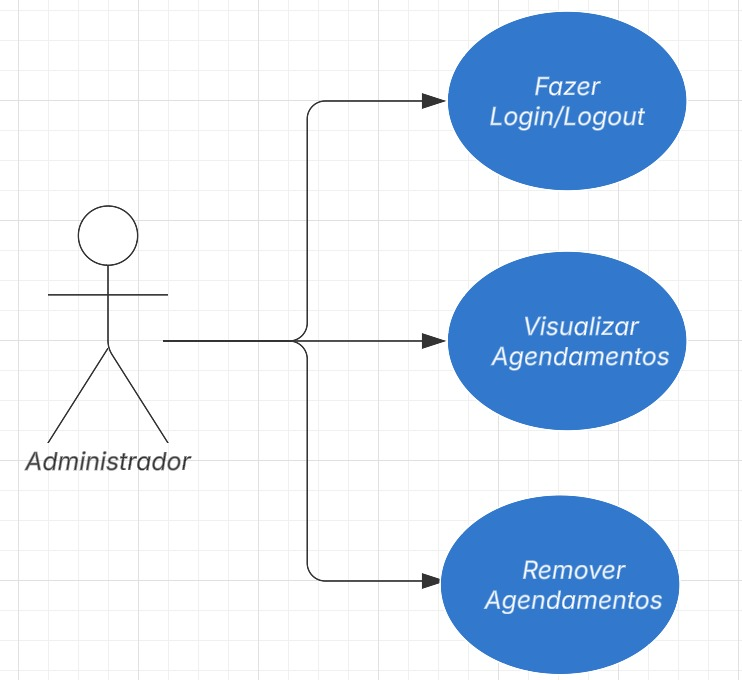 Fazer
Login/Logout
Visualizar
Agendamentos
Administrador
Remover
Agendamentos